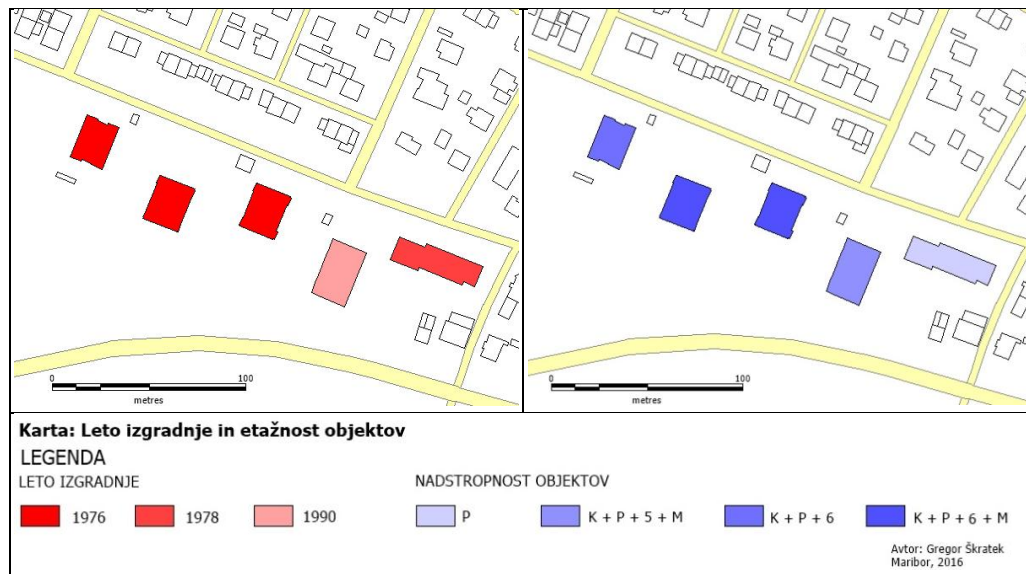 0 100
metres
0 100
metres
Karta: Leto izgradnje in etažnost objektov
LEGENDA
LETO IZGRADNJE NADSTROPNOST OBJEKTOV
1976 1978 1990 P K + P + 5 + M K + P + 6 K + P + 6 + M
Avtor: Gregor Škratek
Maribor, 2016